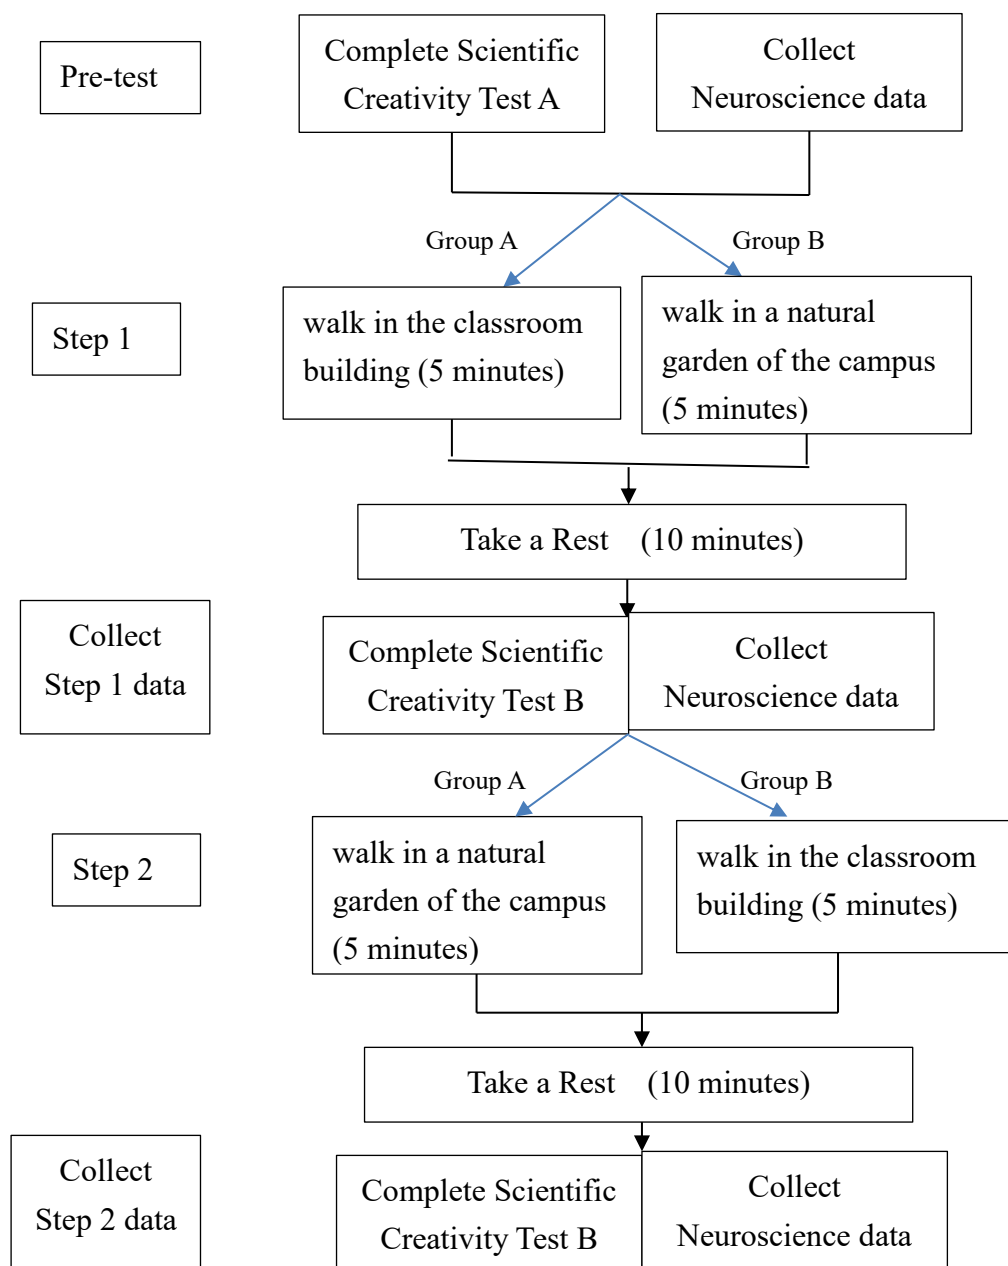 Pre-test
Complete Scientific
Creativity Test A
Collect
Neuroscience data
Group A
Group B
Step 1
walk in the classroom
building (5 minutes)
walk in a natural
garden of the campus
(5 minutes)
Take a Rest (10 minutes)
Collect
Step 1 data
Complete Scientific
Creativity Test B
Collect
Neuroscience data
Group A
Group B
Step 2
walk in a natural
garden of the campus
(5 minutes)
walk in the classroom
building (5 minutes)
Take a Rest (10 minutes)
Collect
Step 2 data
Complete Scientific
Creativity Test B
Collect
Neuroscience data